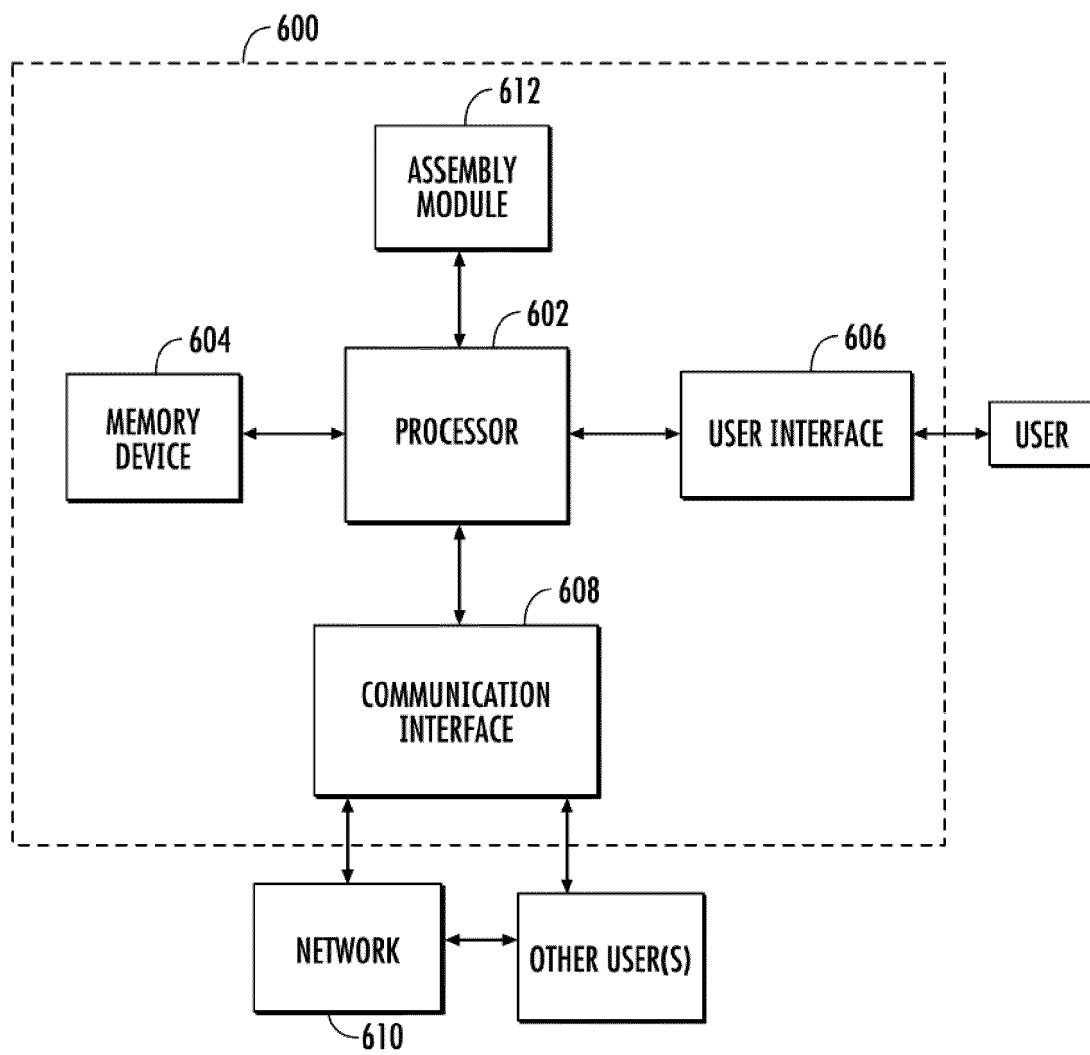 600
612
ASSEMBLY
MODULE
602
604
606
MEMORY
DEVICE
PROCESSOR
USER INTERFACE
USER
608
COMMUNICATION
INTERFACE
NETWORK
OTHER USER(S)
610